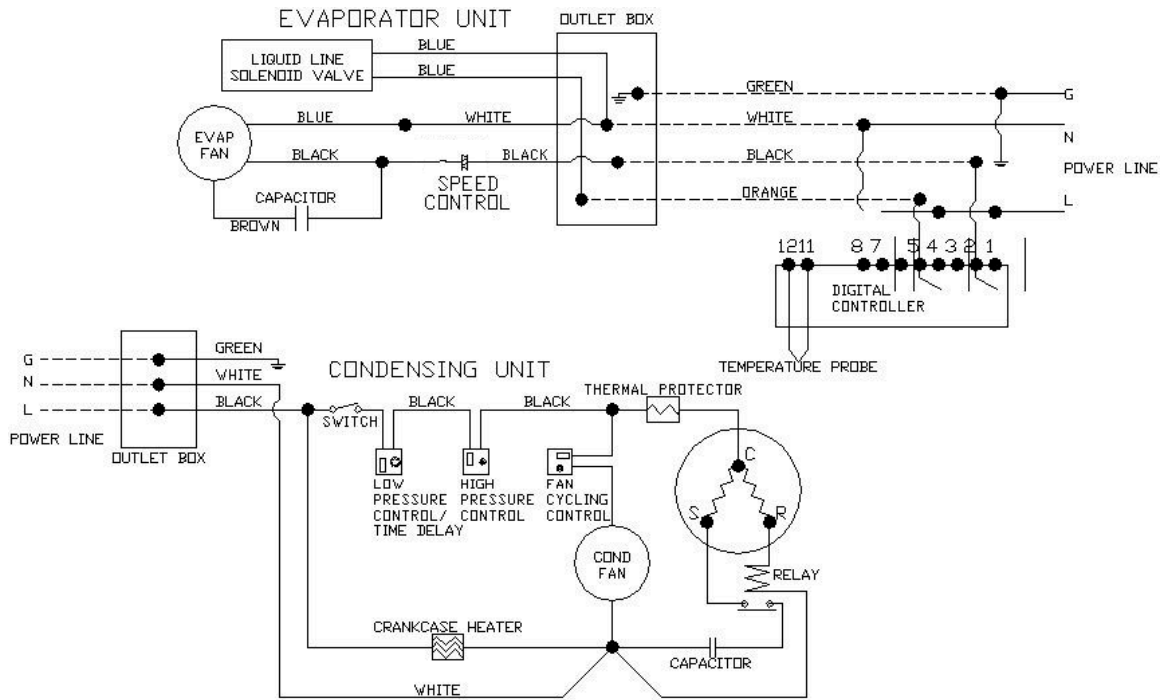 EVAPORATOR UNIT
OUTLET BOX
BLUE
LIQUID LINE
SOLENOID VALVE
BLUE
GREEN
G
BLUE
WHITE
WHITE
N
EVAP
FAN
BLACK
BLACK
BLACK
POWER LINE
SPEED
CONTROL
CAPACITOR
ORANGE
L
BROWN
1211 8 7 5 4 3 2 1
DIGITAL
CONTROLLER
TEMPERATURE PROBE
G
GREEN
N
WHITE
CONDENSING UNIT
THERMAL PROTECTOR
L
BLACK
BLACK
BLACK
SWITCH
POWER LINE
OUTLET BOX
C
LOW
PRESSURE
CONTROL/
TIME DELAY
HIGH
PRESSURE
CONTROL
FAN
CYCLING
CONTROL
S
R
COND
FAN
RELAY
CRANKCASE HEATER
CAPACITOR
WHITE